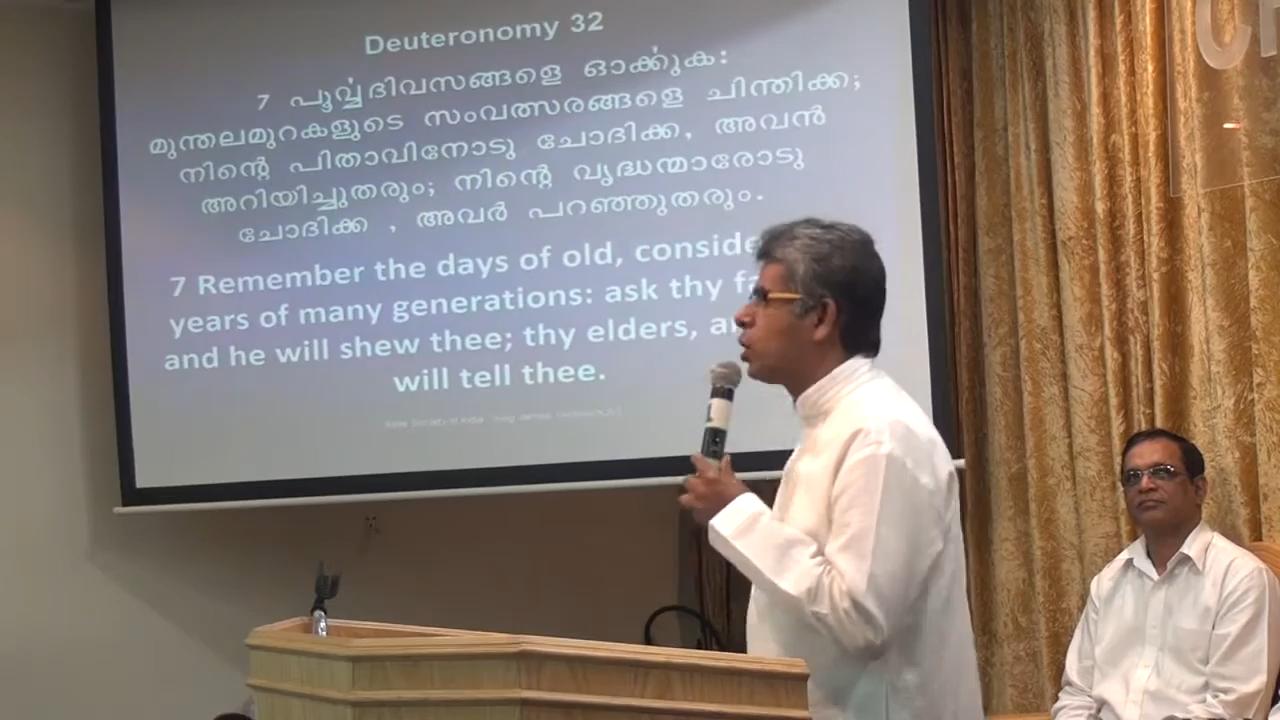 Deuteronomy 32
7 പൂർവ്വദിവസങ്ങളെ ഓർക്കുക:
മുന്തലമുറകളുടെ സംവത്സരങ്ങളെ ചിന്തിക്ക;
നിന്റെ പിതാവിനോടു ചോദിക്ക, അവൻ
അറിയിച്ചുതരും; നിന്റെ വൃദ്ധന്മാരോടു
ചോദിക്ക , അവർ പറഞ്ഞുതരും.
7 Remember the days of old, conside
years of many generations: ask thy f
and he will shew thee; thy elders, a
will tell thee.